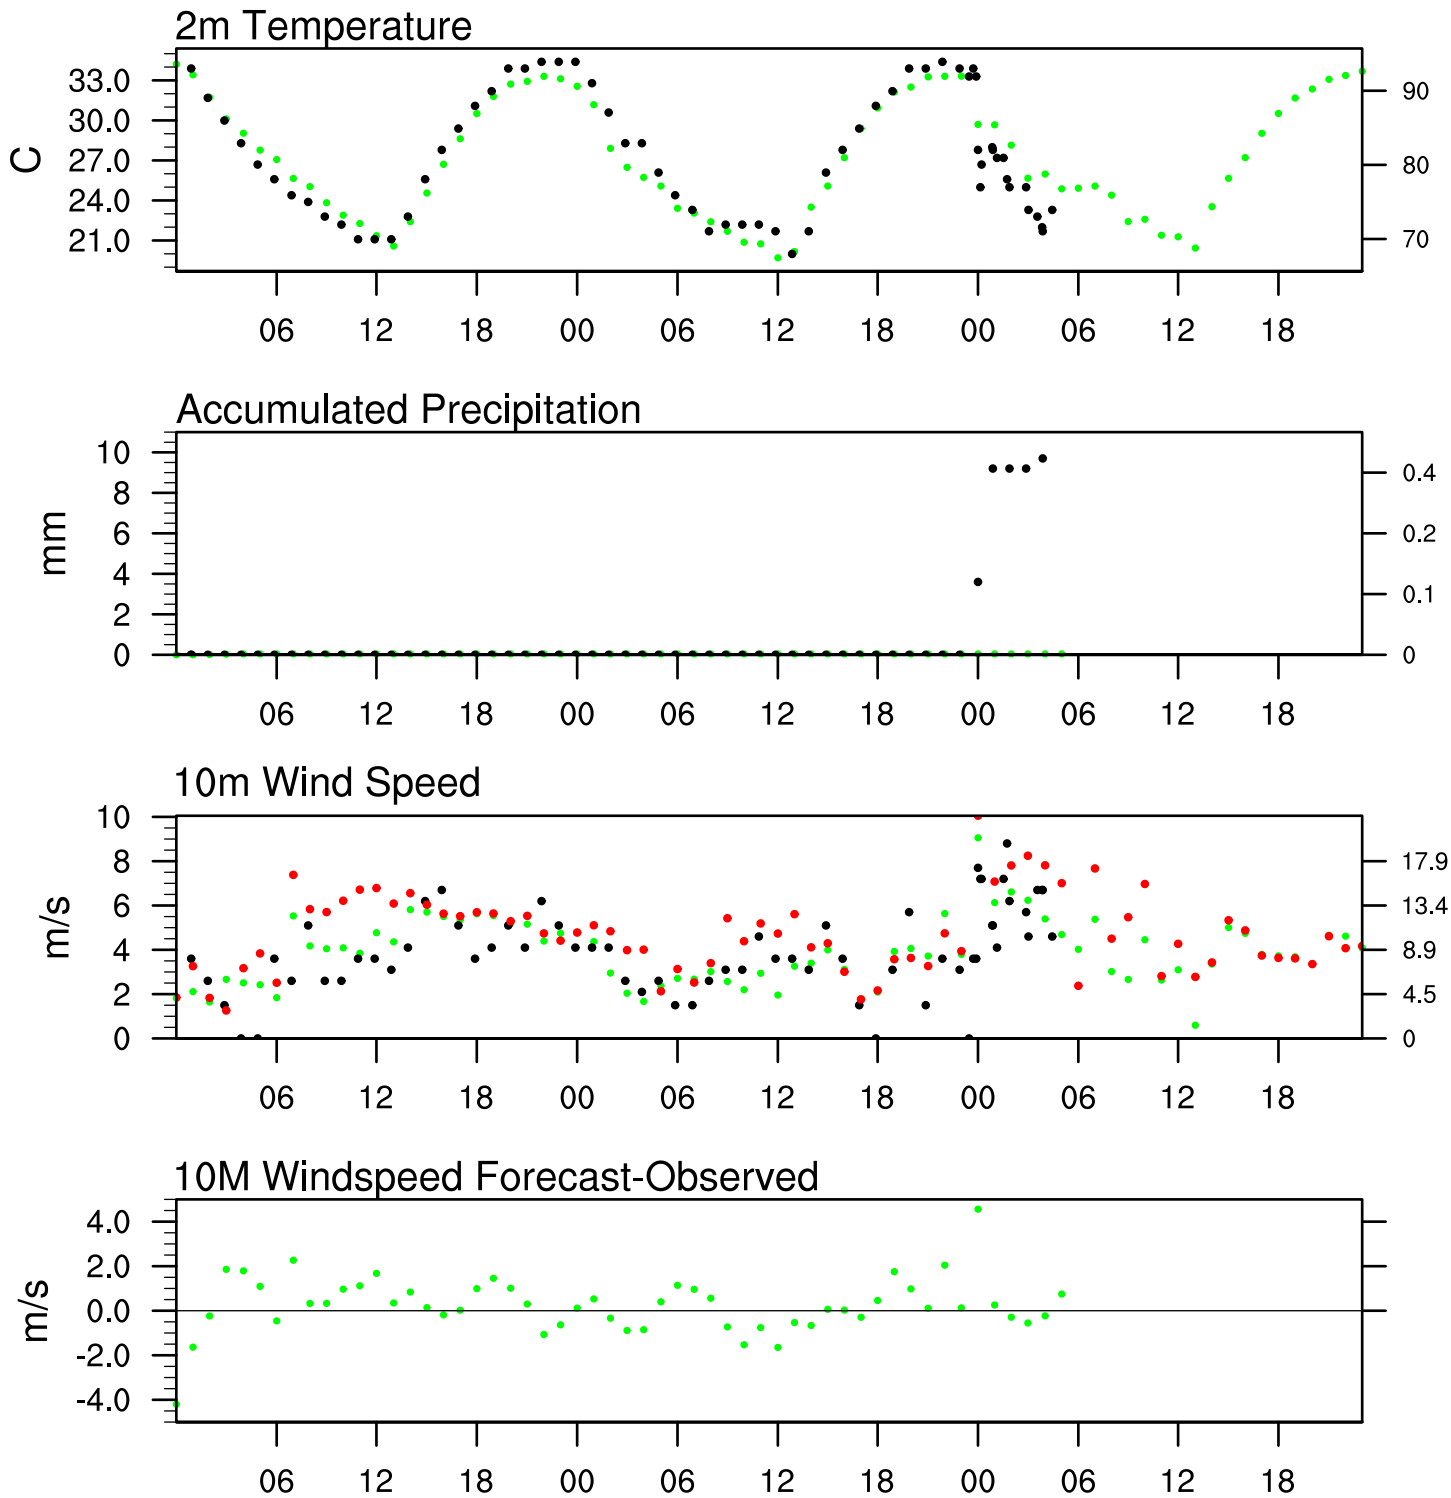 2m Temperature
33.0
30.0
27.0
24.0
21.0
C
90
80
70
06 12 18 00 06 12 18 00 06 12 18
Accumulated Precipitation
10
8
6
4
2
0
mm
0.4
0.2
0.1
0
06 12 18 00 06 12 18 00 06 12 18
10m Wind Speed
10
8
6
4
2
0
m/s
17.9
13.4
8.9
4.5
0
06 12 18 00 06 12 18 00 06 12 18
10M Windspeed Forecast-Observed
4.0
2.0
0.0
-2.0
-4.0
m/s
06 12 18 00 06 12 18 00 06 12 18